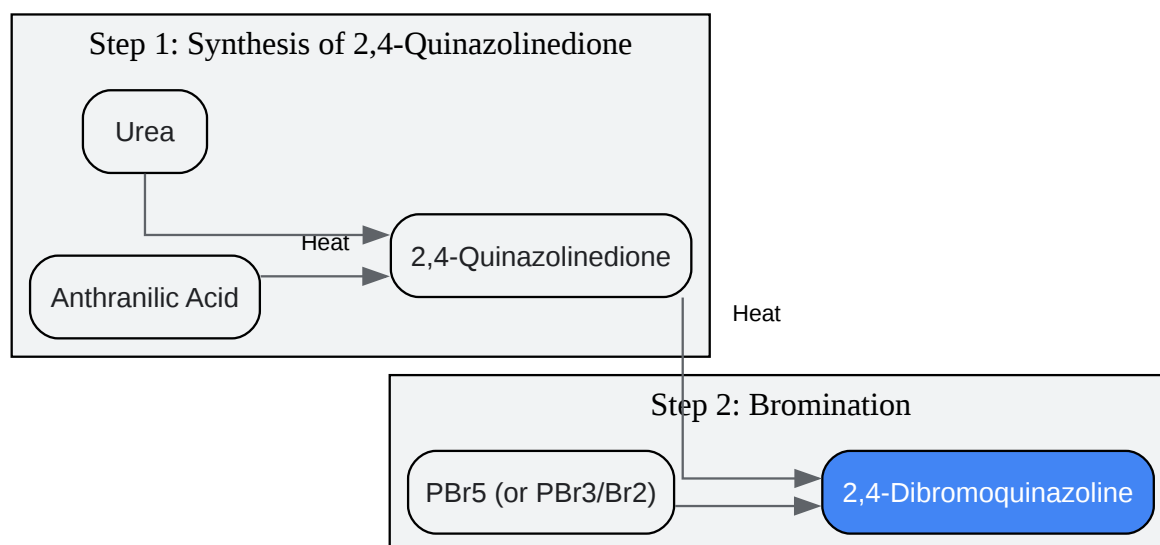 Step 1: Synthesis of 2,4-Quinazolinedione
Urea
Heat
2,4-Quinazolinedione
Anthranilic Acid
Heat
Step 2: Bromination
PBr5 (or PBr3/Br2)
2,4-Dibromoquinazoline